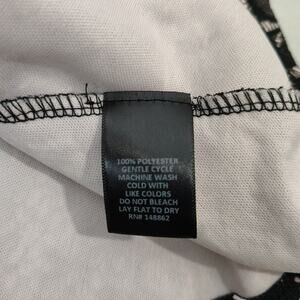 100% POLYESTER
GENTLE CYCLE
MACHINE WASH
COLD WITH
LIKE COLORS
DO NOT BLEACH
LAY FLAT TO DRY
RN# 148862